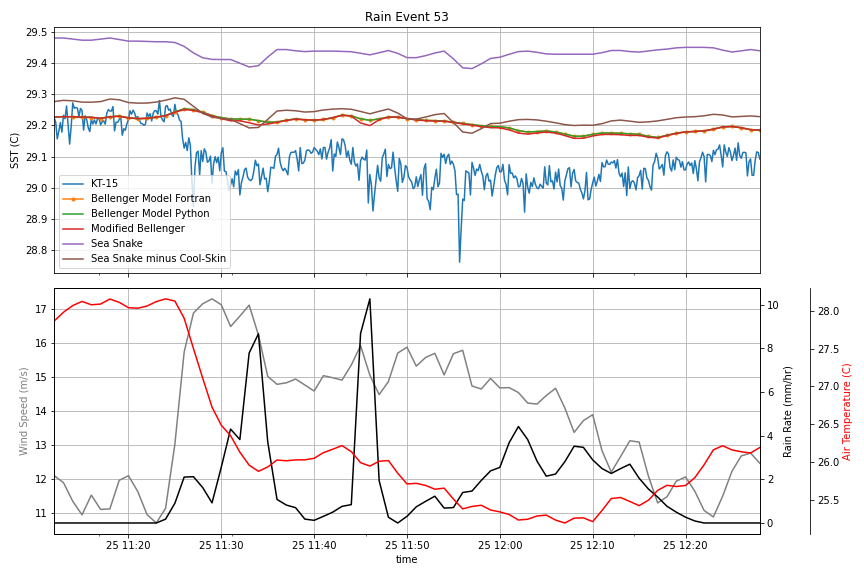 Rain Event 53
29.5
29.4
29.3
29.2
29.1
29.0
28.9
28.8
SST (C)
KT-15
Bellenger Model Fortran
Bellenger Model Python
Modified Bellenger
Sea Snake
Sea Snake minus Cool-Skin
17
16
15
14
13
12
11
Wind Speed (m/s)
10
8
6
4
2
0
Rain Rate (mm/hr)
28.0
27.5
27.0
26.5
26.0
25.5
Air Temperature (C)
25 11:20 25 11:30 25 11:40 25 11:50 25 12:00 25 12:10 25 12:20
time